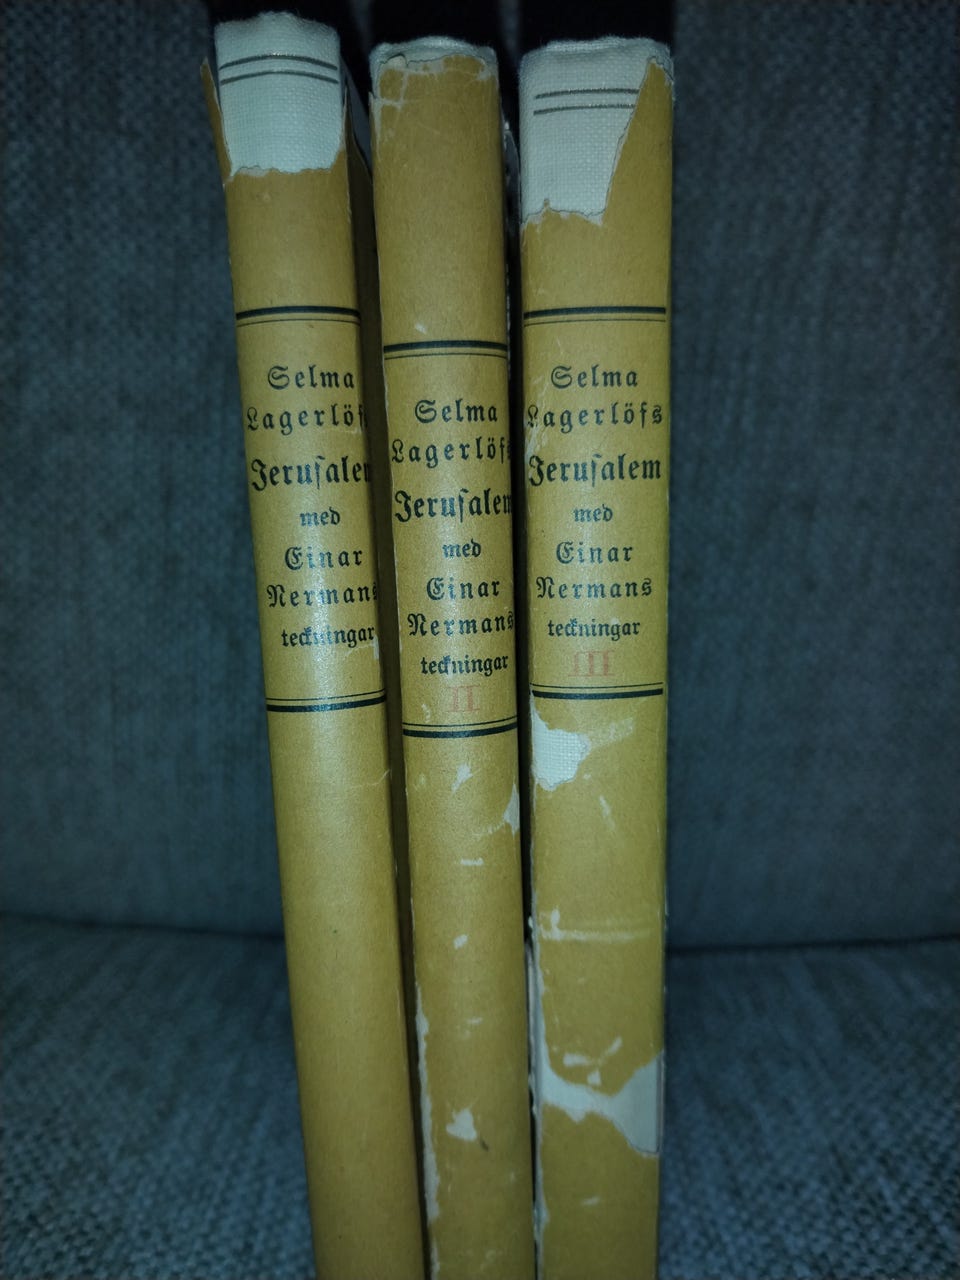 Selma
Lagerlöfs
Jeruſalem
med
Einar
Nermans
teckningar
Selma
Lagerlöfs
Jeruſalem
med
Einar
Nermans
teckningar
II
Selma
Lagerlöfs
Jeruſalem
med
Einar
Nermans
teckningar
III